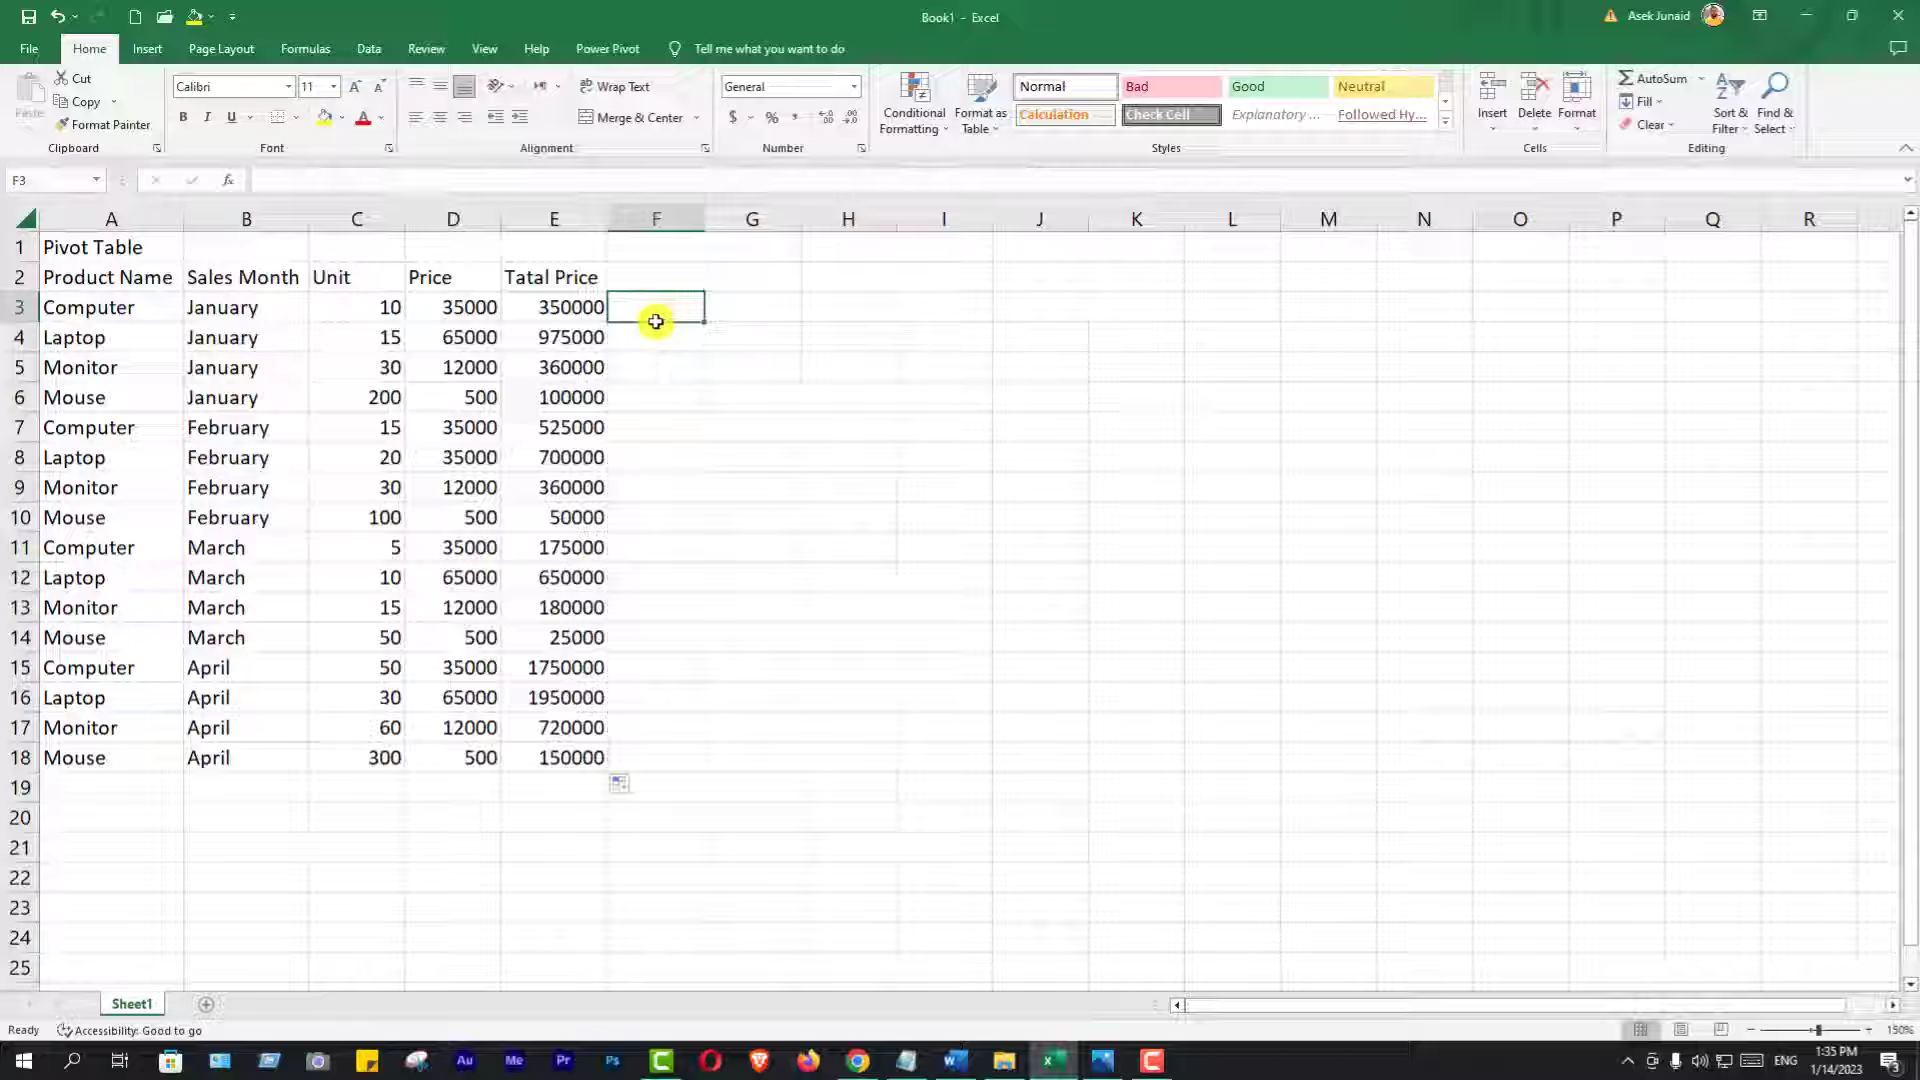 Book1 - Excel
Asek Junaid
File Home Insert Page Layout Formulas Data Review View Help Power Pivot Tell me what you want to do
Paste
Cut
Copy
Format Painter
Clipboard
Calibri 11
B I U
Font
Wrap Text
Merge & Center
Alignment
General
$ % ,
Number
Conditional Formatting
Format as Table
Normal Bad Good Neutral
Calculation Check Cell Explanatory ... Followed Hy...
Styles
Insert Delete Format
Cells
AutoSum
Fill
Clear
Sort & Filter
Find & Select
Editing
F3 fx
A B C D E F G H I J K L M N O P Q R
1 Pivot Table
2 Product Name Sales Month Unit Price Tatal Price
3 Computer January 10 35000 350000
4 Laptop January 15 65000 975000
5 Monitor January 30 12000 360000
6 Mouse January 200 500 100000
7 Computer February 15 35000 525000
8 Laptop February 20 35000 700000
9 Monitor February 30 12000 360000
10 Mouse February 100 500 50000
11 Computer March 5 35000 175000
12 Laptop March 10 65000 650000
13 Monitor March 15 12000 180000
14 Mouse March 50 500 25000
15 Computer April 50 35000 1750000
16 Laptop April 30 65000 1950000
17 Monitor April 60 12000 720000
18 Mouse April 300 500 150000
19
20
21
22
23
24
25
Sheet1
Ready Accessibility: Good to go 150%
Au Me Pr Ps ENG 1:35 PM
1/14/2023 3